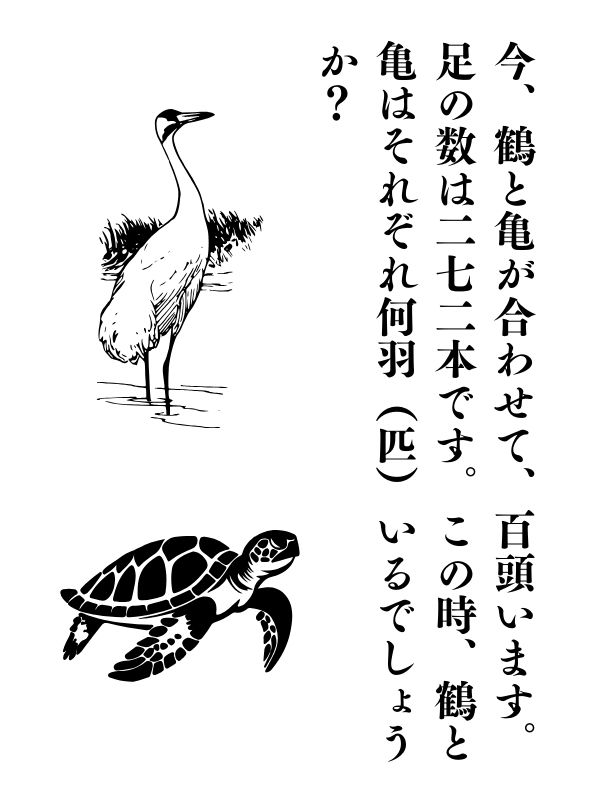 今、鶴と亀が合わせて、百頭います。
足の数は二七二本です。この時、鶴と
亀はそれぞれ何羽（匹）いるでしょう
か？